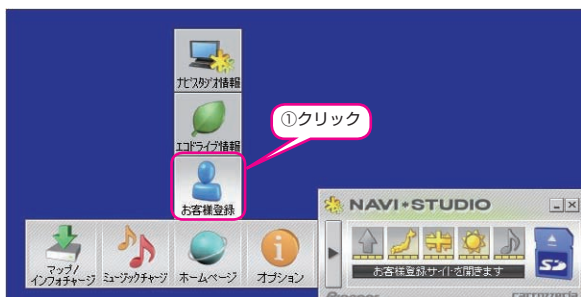 ナビスタジオ情報
エコドライブ情報
①クリック
お客様登録
マップ/
インフォチャージ
ミュージックチャージ
ホームページ
オプション
NAVI*STUDIO
お客様登録サイトを開きます
SD
Pioneer
carrozzeria